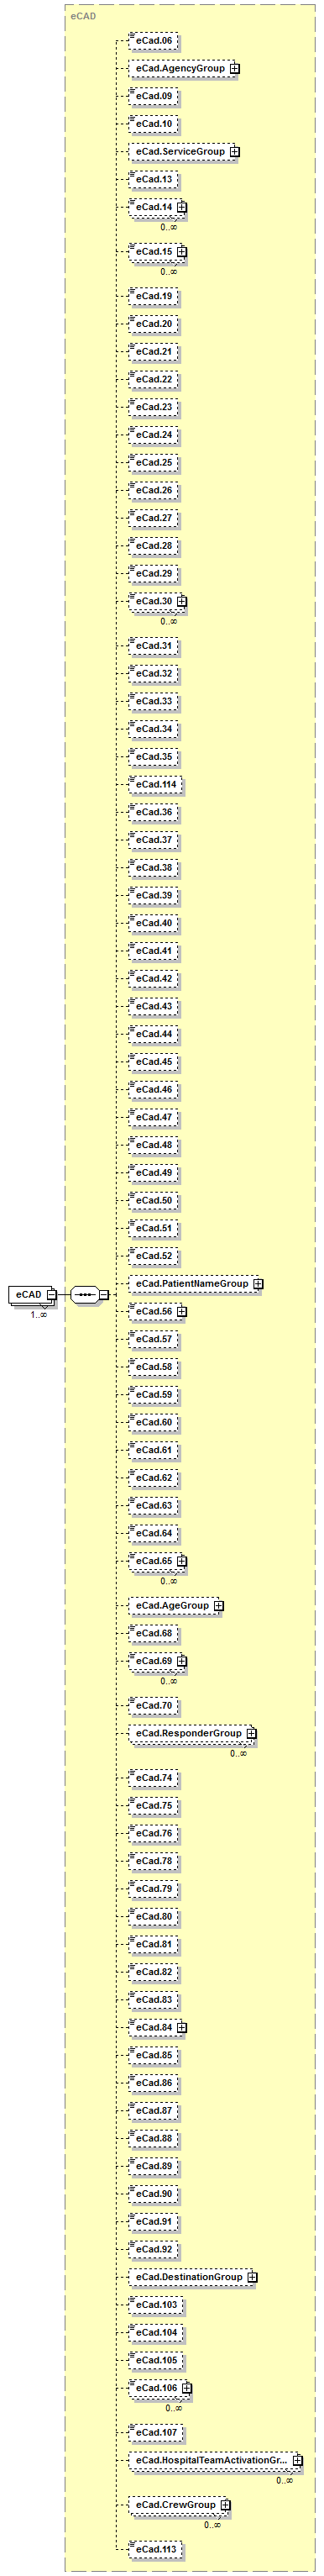 eCAD
eCad.06
eCad.AgencyGroup
eCad.09
eCad.10
eCad.ServiceGroup
eCad.13
eCad.14
0..∞
eCad.15
0..∞
eCad.19
eCad.20
eCad.21
eCad.22
eCad.23
eCad.24
eCad.25
eCad.26
eCad.27
eCad.28
eCad.29
eCad.30
0..∞
eCad.31
eCad.32
eCad.33
eCad.34
eCad.35
eCad.114
eCad.36
eCad.37
eCad.38
eCad.39
eCad.40
eCad.41
eCad.42
eCad.43
eCad.44
eCad.45
eCad.46
eCad.47
eCad.48
eCad.49
eCad.50
eCad.51
eCad.52
eCad.PatientNameGroup
eCAD
1..∞
eCad.56
eCad.57
eCad.58
eCad.59
eCad.60
eCad.61
eCad.62
eCad.63
eCad.64
eCad.65
0..∞
eCad.AgeGroup
eCad.68
eCad.69
0..∞
eCad.70
eCad.ResponderGroup
0..∞
eCad.74
eCad.75
eCad.76
eCad.78
eCad.79
eCad.80
eCad.81
eCad.82
eCad.83
eCad.84
eCad.85
eCad.86
eCad.87
eCad.88
eCad.89
eCad.90
eCad.91
eCad.92
eCad.DestinationGroup
eCad.103
eCad.104
eCad.105
eCad.106
0..∞
eCad.107
eCad.HospitalTeamActivationGr...
0..∞
eCad.CrewGroup
0..∞
eCad.113